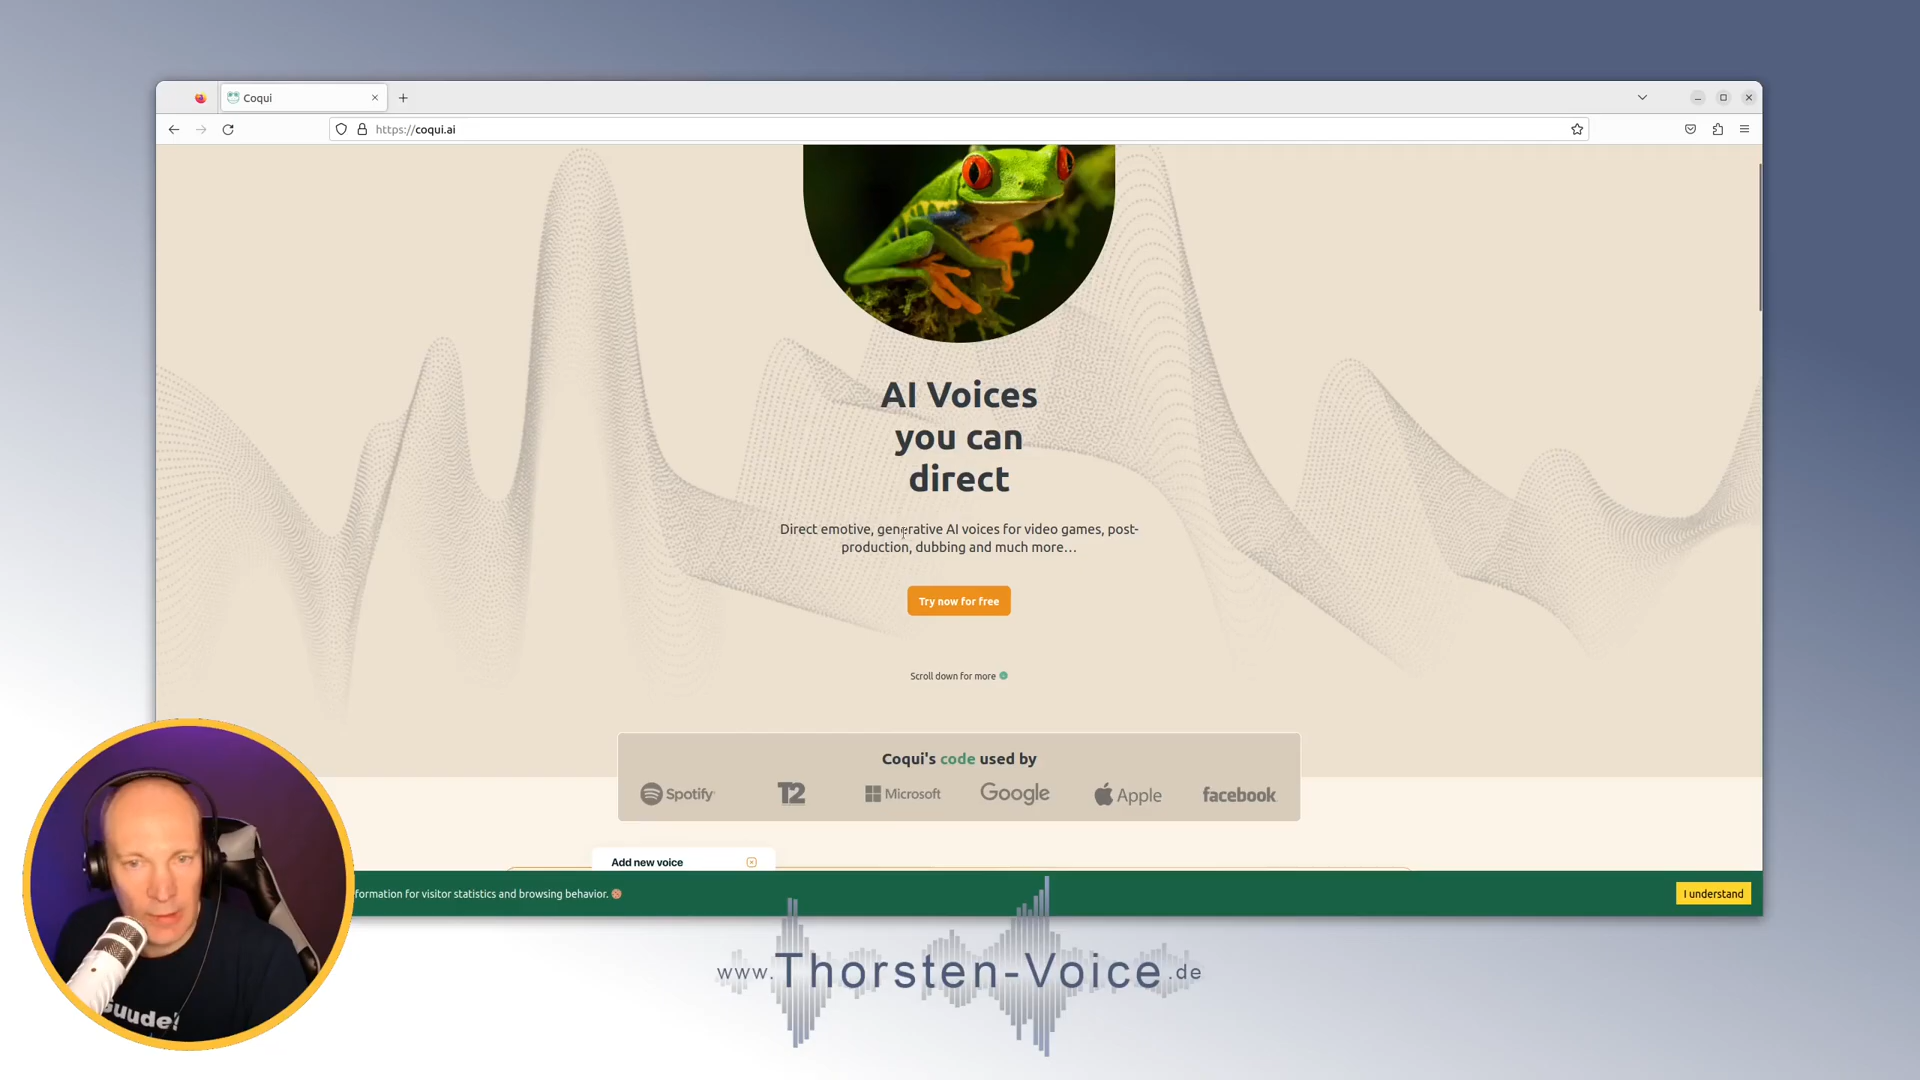 Coqui
https://coqui.ai
AI Voices
you can
direct
Direct emotive, generative AI voices for video games, post-
production, dubbing and much more...
Try now for free
Scroll down for more
Coqui's code used by
Spotify
T2
Microsoft
Google
Apple
facebook
Add new voice
formation for visitor statistics and browsing behavior.
I understand
Guude!
www.Thorsten-Voice.de